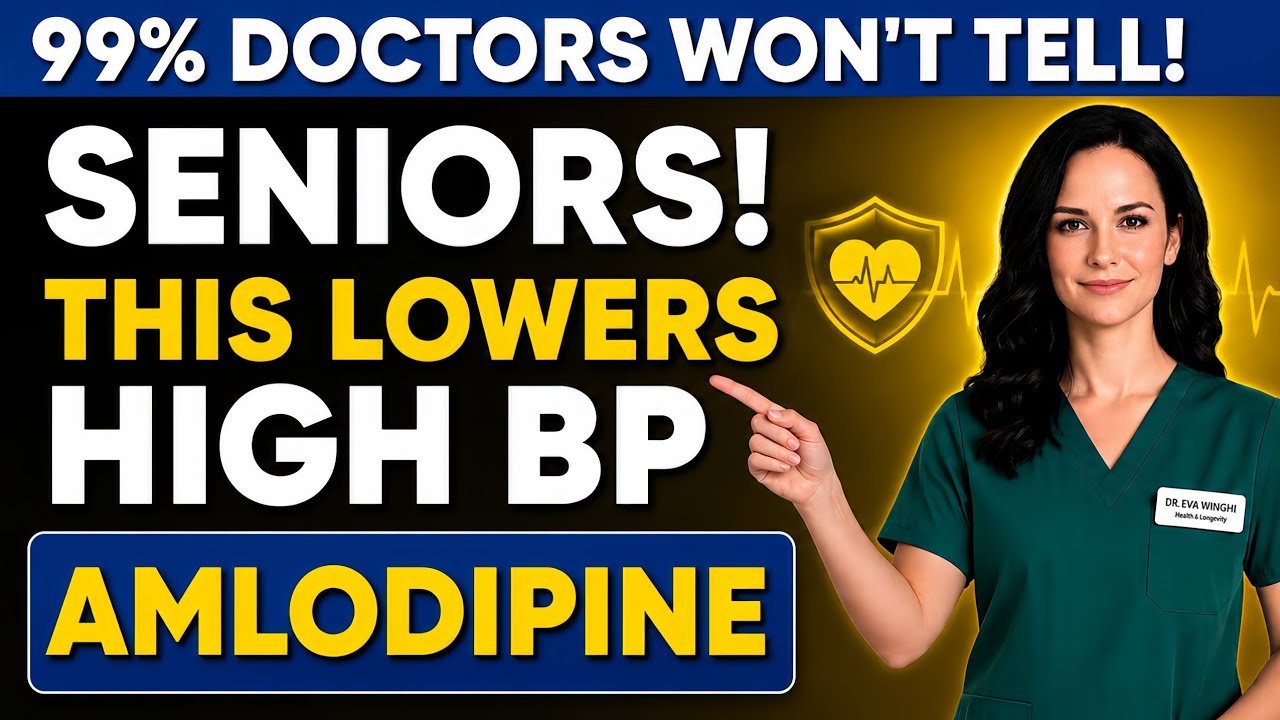 99% DOCTORS WON'T TELL!
SENIORS!
THIS LOWERS
HIGH BP
AMLODIPINE
DR. EVA WINGHI
Health & Longevity